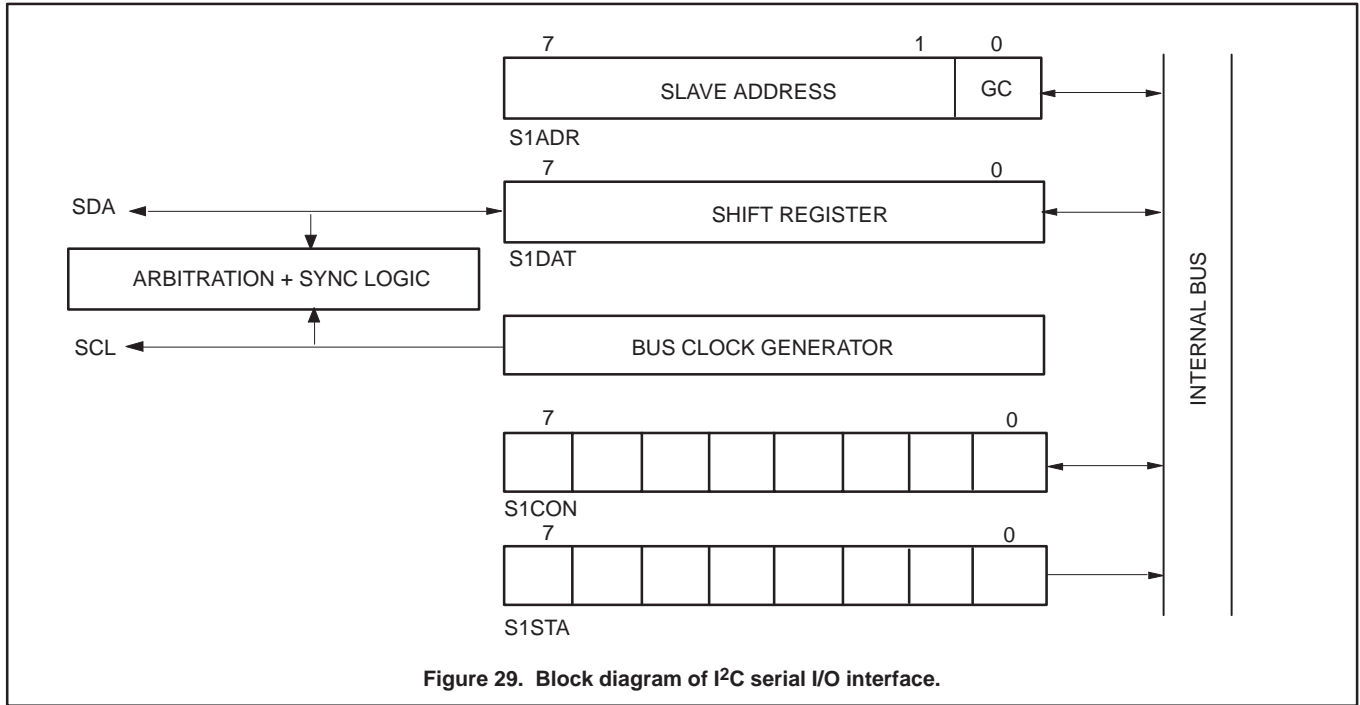 7 1 0
SLAVE ADDRESS GC
S1ADR
7 0
SDA
SHIFT REGISTER
S1DAT
ARBITRATION + SYNC LOGIC
SCL
BUS CLOCK GENERATOR
INTERNAL BUS
7 0
S1CON
7 0
S1STA
Figure 29. Block diagram of I²C serial I/O interface.